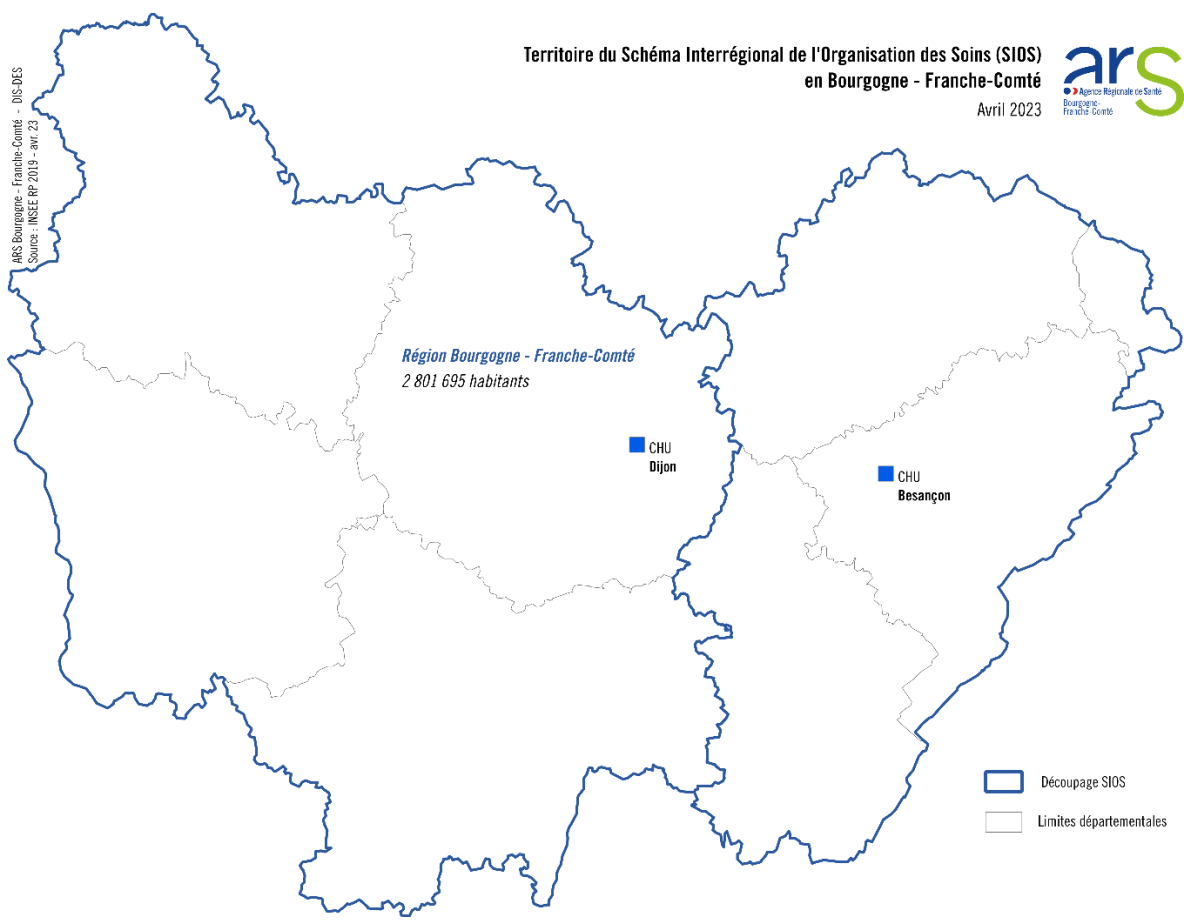 Territoire du Schéma Interrégional de l'Organisation des Soins (SIOS)
en Bourgogne - Franche-Comté
Avril 2023
ars
Agence Régionale de Santé
Bourgogne-
Franche-Comté
ARS Bourgogne - Franche-Comté - DIS-DES
Source : INSEE RP 2019 - avr. 23
Région Bourgogne - Franche-Comté
2 801 695 habitants
CHU
Dijon
CHU
Besançon
Découpage SIOS
Limites départementales